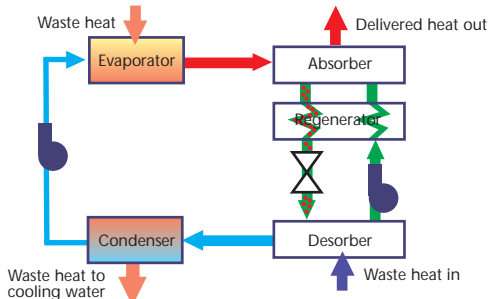 Waste heat
Delivered heat out
Evaporator
Absorber
Regenerator
Condenser
Desorber
Waste heat to
cooling water
Waste heat in